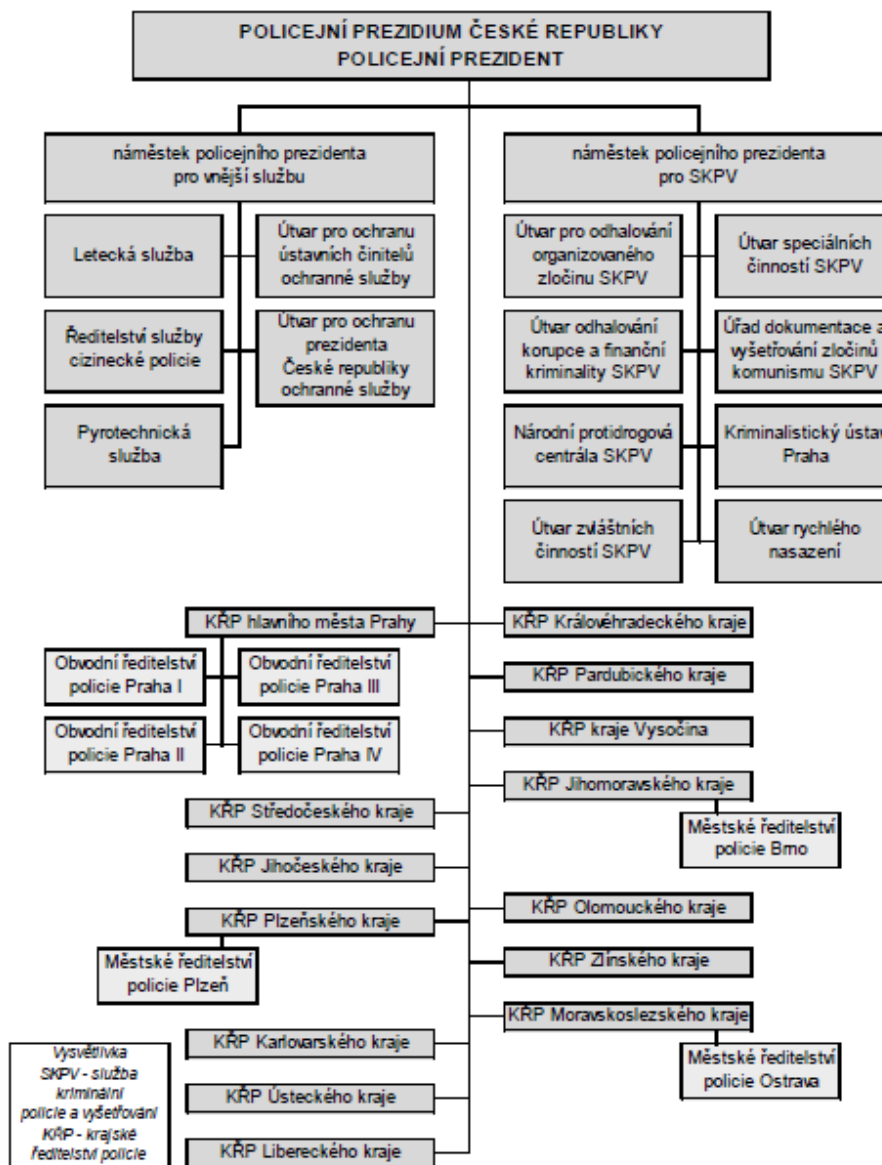 POLICEJNÍ PREZIDIUM ČESKÉ REPUBLIKY
POLICEJNÍ PREZIDENT
náměstek policejního prezidenta
pro vnější službu
náměstek policejního prezidenta
pro SKPV
Letecká služba
Útvar pro ochranu
ústavních činitelů
ochranné služby
Útvar pro odhalování
organizovaného
zločinu SKPV
Útvar speciálních
činností SKPV
Ředitelství služby
cizinecké policie
Útvar pro ochranu
prezidenta
České republiky
ochranné služby
Útvar odhalování
korupce a finanční
kriminality SKPV
Úřad dokumentace a
vyšetřování zločinů
komunismu SKPV
Pyrotechnická
služba
Národní protidrogová
centrála SKPV
Kriminalistický ústav
Praha
Útvar zvláštních
činností SKPV
Útvar rychlého
nasazení
KŘP hlavního města Prahy
KŘP Královéhradeckého kraje
Obvodní ředitelství
policie Praha I
Obvodní ředitelství
policie Praha III
KŘP Pardubického kraje
Obvodní ředitelství
policie Praha II
Obvodní ředitelství
policie Praha IV
KŘP kraje Vysočina
KŘP Jihomoravského kraje
KŘP Středočeského kraje
Městské ředitelství
policie Brno
KŘP Jihočeského kraje
KŘP Olomouckého kraje
KŘP Plzeňského kraje
KŘP Zlínského kraje
Městské ředitelství
policie Plzeň
KŘP Moravskoslezského kraje
KŘP Karlovarského kraje
Městské ředitelství
policie Ostrava
KŘP Ústeckého kraje
KŘP Libereckého kraje
Vysvětlivka
SKPV - služba
kriminální
policie a vyšetřování
KŘP - krajské
ředitelství policie